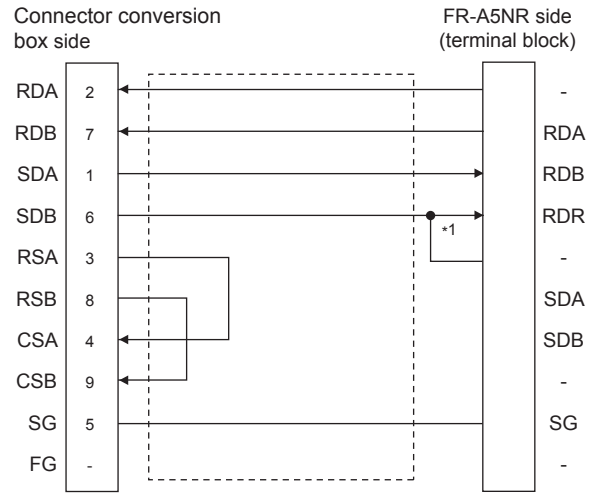 Connector conversion
box side
FR-A5NR side
(terminal block)
RDA 2 -
RDB 7 RDA
SDA 1 RDB
SDB 6 RDR
*1
RSA 3 -
RSB 8 SDA
CSA 4 SDB
CSB 9 -
SG 5 SG
FG - -